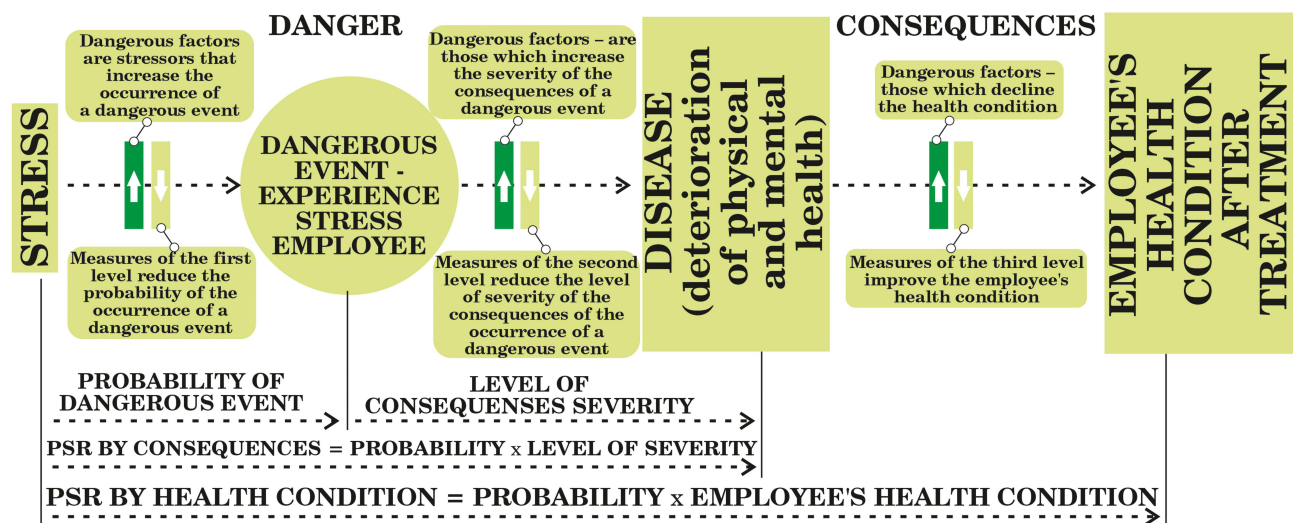 DANGER
CONSEQUENCES
Dangerous factors
are stressors that
increase the
occurrence of
a dangerous event
Dangerous factors – are
those which increase
the severity of the
consequences of a
dangerous event
Dangerous factors –
those which decline
the health condition
STRESS
DANGEROUS
EVENT -
EXPERIENCE
STRESS
EMPLOYEE
DISEASE
(deterioration
of physical
and mental
health)
EMPLOYEE'S
HEALTH
CONDITION
AFTER
TREATMENT
Measures of the first
level reduce the
probability of the
occurrence of a
dangerous event
Measures of the second
level reduce the level
of severity of the
consequences of the
occurrence of a
dangerous event
Measures of the third level
improve the employee's
health condition
PROBABILITY OF
DANGEROUS EVENT
LEVEL OF
CONSEQUENSES SEVERITY
PSR BY CONSEQUENCES = PROBABILITY x LEVEL OF SEVERITY
PSR BY HEALTH CONDITION = PROBABILITY x EMPLOYEE'S HEALTH CONDITION